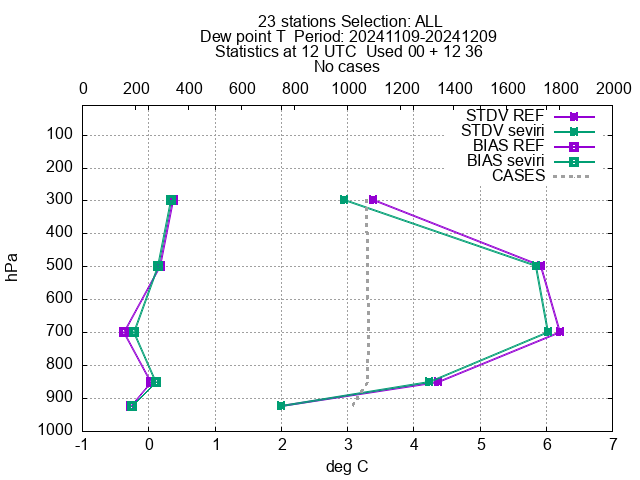 23 stations Selection: ALL
Dew point T  Period: 20241109-20241209
Statistics at 12 UTC  Used 00 + 12 36
No cases
0 200 400 600 800 1000 1200 1400 1600 1800 2000
STDV REF
STDV seviri
BIAS REF
BIAS seviri
CASES
100
200
300
400
500
600
700
800
900
1000
hPa
-1 0 1 2 3 4 5 6 7
deg C